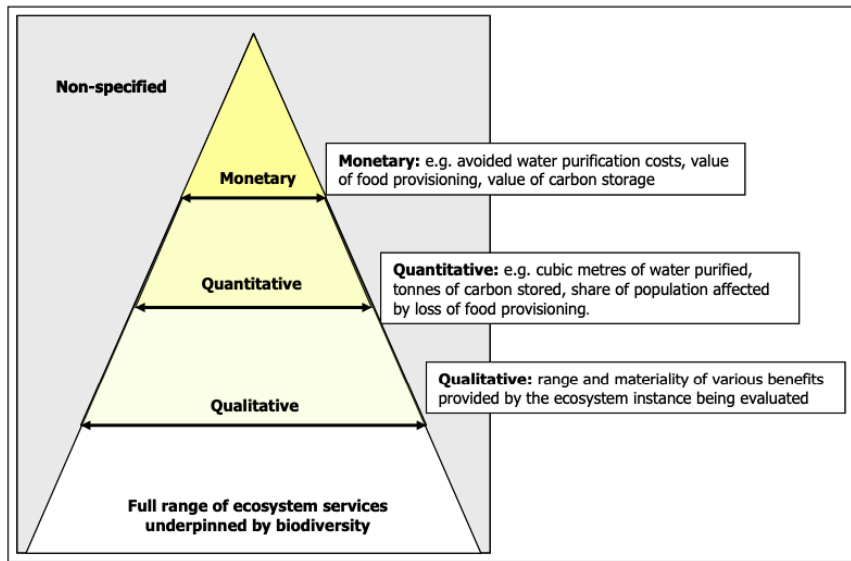 Non-specified
Monetary: e.g. avoided water purification costs, value
of food provisioning, value of carbon storage
Monetary
Quantitative: e.g. cubic metres of water purified,
tonnes of carbon stored, share of population affected
by loss of food provisioning.
Quantitative
Qualitative: range and materiality of various benefits
provided by the ecosystem instance being evaluated
Qualitative
Full range of ecosystem services
underpinned by biodiversity